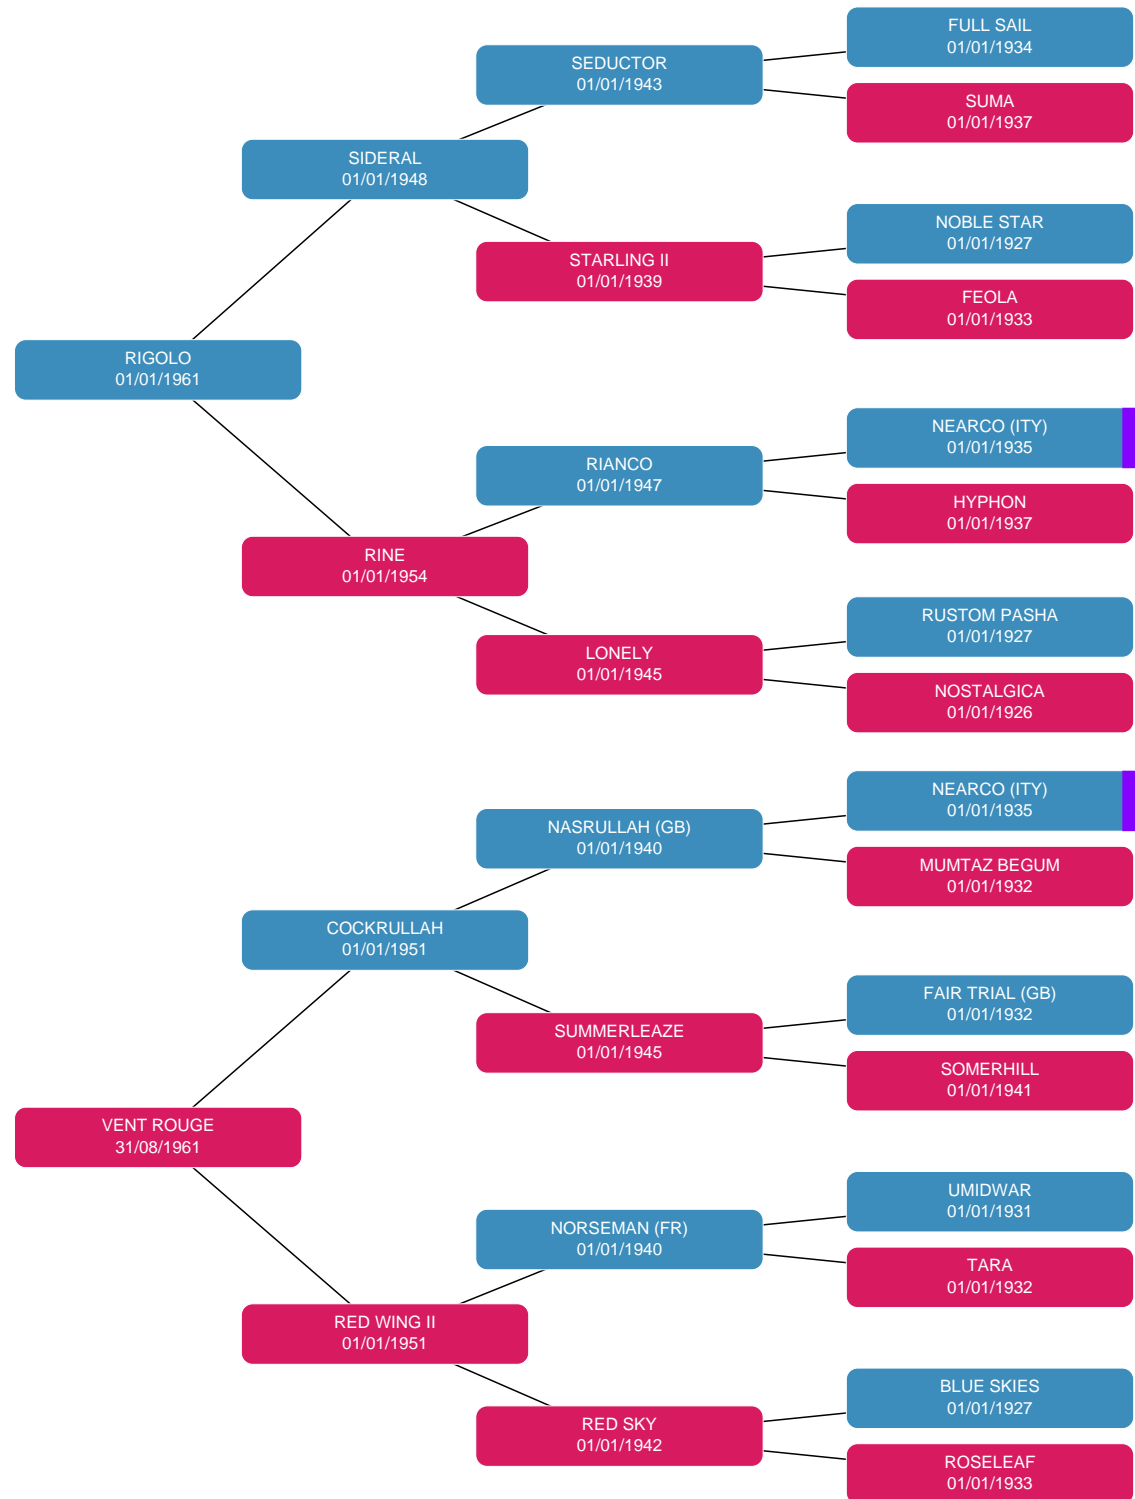 FULL SAIL
01/01/1934
SEDUCTOR
01/01/1943
SUMA
01/01/1937
SIDERAL
01/01/1948
NOBLE STAR
01/01/1927
STARLING II
01/01/1939
FEOLA
01/01/1933
RIGOLO
01/01/1961
NEARCO (ITY)
01/01/1935
RIANCO
01/01/1947
HYPHON
01/01/1937
RINE
01/01/1954
RUSTOM PASHA
01/01/1927
LONELY
01/01/1945
NOSTALGICA
01/01/1926
NEARCO (ITY)
01/01/1935
NASRULLAH (GB)
01/01/1940
MUMTAZ BEGUM
01/01/1932
COCKRULLAH
01/01/1951
FAIR TRIAL (GB)
01/01/1932
SUMMERLEAZE
01/01/1945
SOMERHILL
01/01/1941
VENT ROUGE
31/08/1961
UMIDWAR
01/01/1931
NORSEMAN (FR)
01/01/1940
TARA
01/01/1932
RED WING II
01/01/1951
BLUE SKIES
01/01/1927
RED SKY
01/01/1942
ROSELEAF
01/01/1933